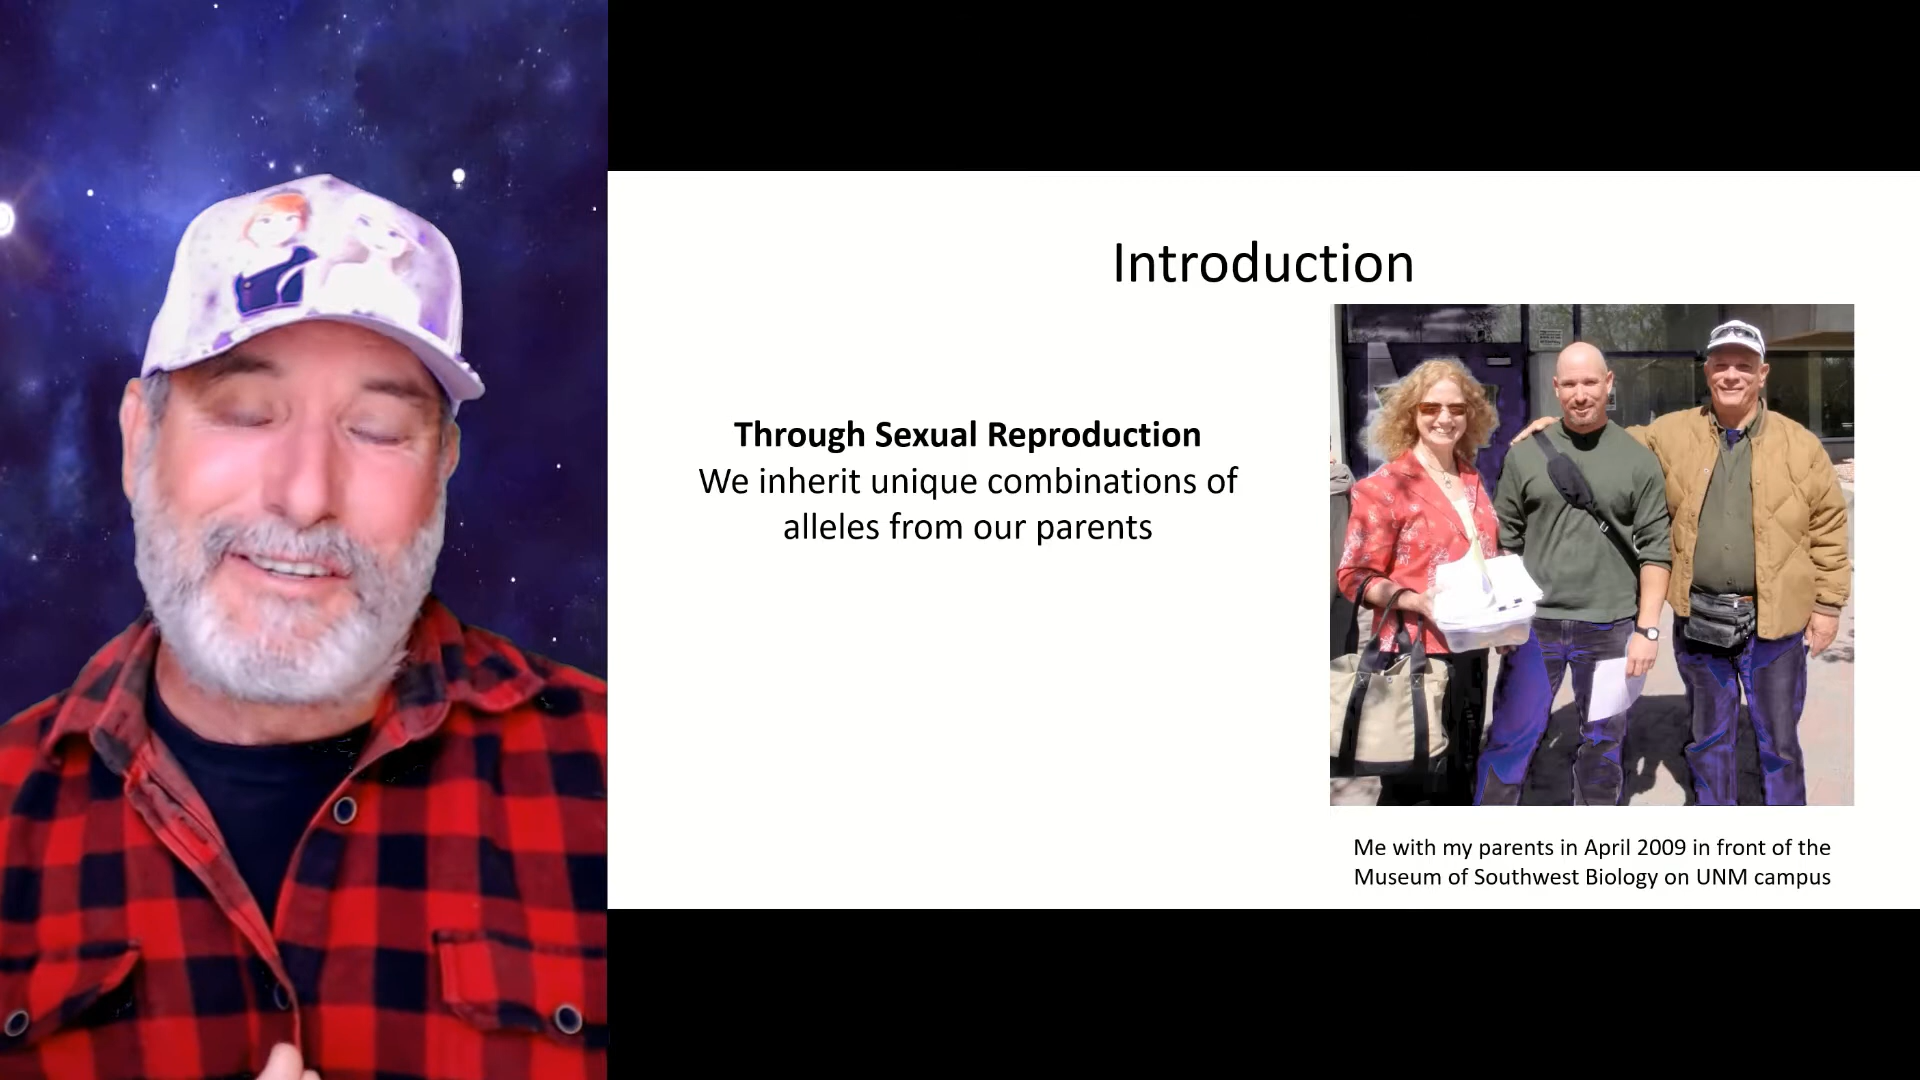 Introduction
Through Sexual Reproduction
We inherit unique combinations of
alleles from our parents
Me with my parents in April 2009 in front of the
Museum of Southwest Biology on UNM campus